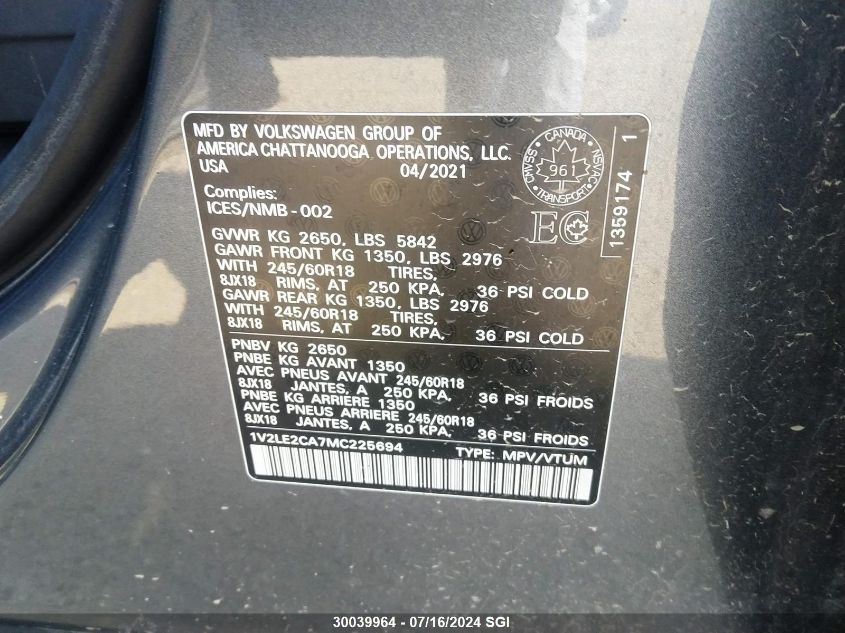 MFD BY VOLKSWAGEN GROUP OF
AMERICA CHATTANOOGA OPERATIONS, LLC.
USA 04/2021
Complies:
ICES/NMB-002
CANADA
CMVSS NSVAC
961
TRANSPORT
EC
1359174 1
GVWR KG 2650, LBS 5842
GAWR FRONT KG 1350, LBS 2976
WITH 245/60R18 TIRES,
8JX18 RIMS, AT 250 KPA, 36 PSI COLD
GAWR REAR KG 1350, LBS 2976
WITH 245/60R18 TIRES,
8JX18 RIMS, AT 250 KPA, 36 PSI COLD
PNBV KG 2650
PNBE KG AVANT 1350
AVEC PNEUS AVANT 245/60R18
8JX18 JANTES, A 250 KPA, 36 PSI FROIDS
PNBE KG ARRIÈRE 1350
AVEC PNEUS ARRIÈRE 245/60R18
8JX18 JANTES, A 250 KPA, 36 PSI FROIDS
1V2LE2CA7MC225694 TYPE: MPV/VTUM
30039964 - 07/16/2024 SGI